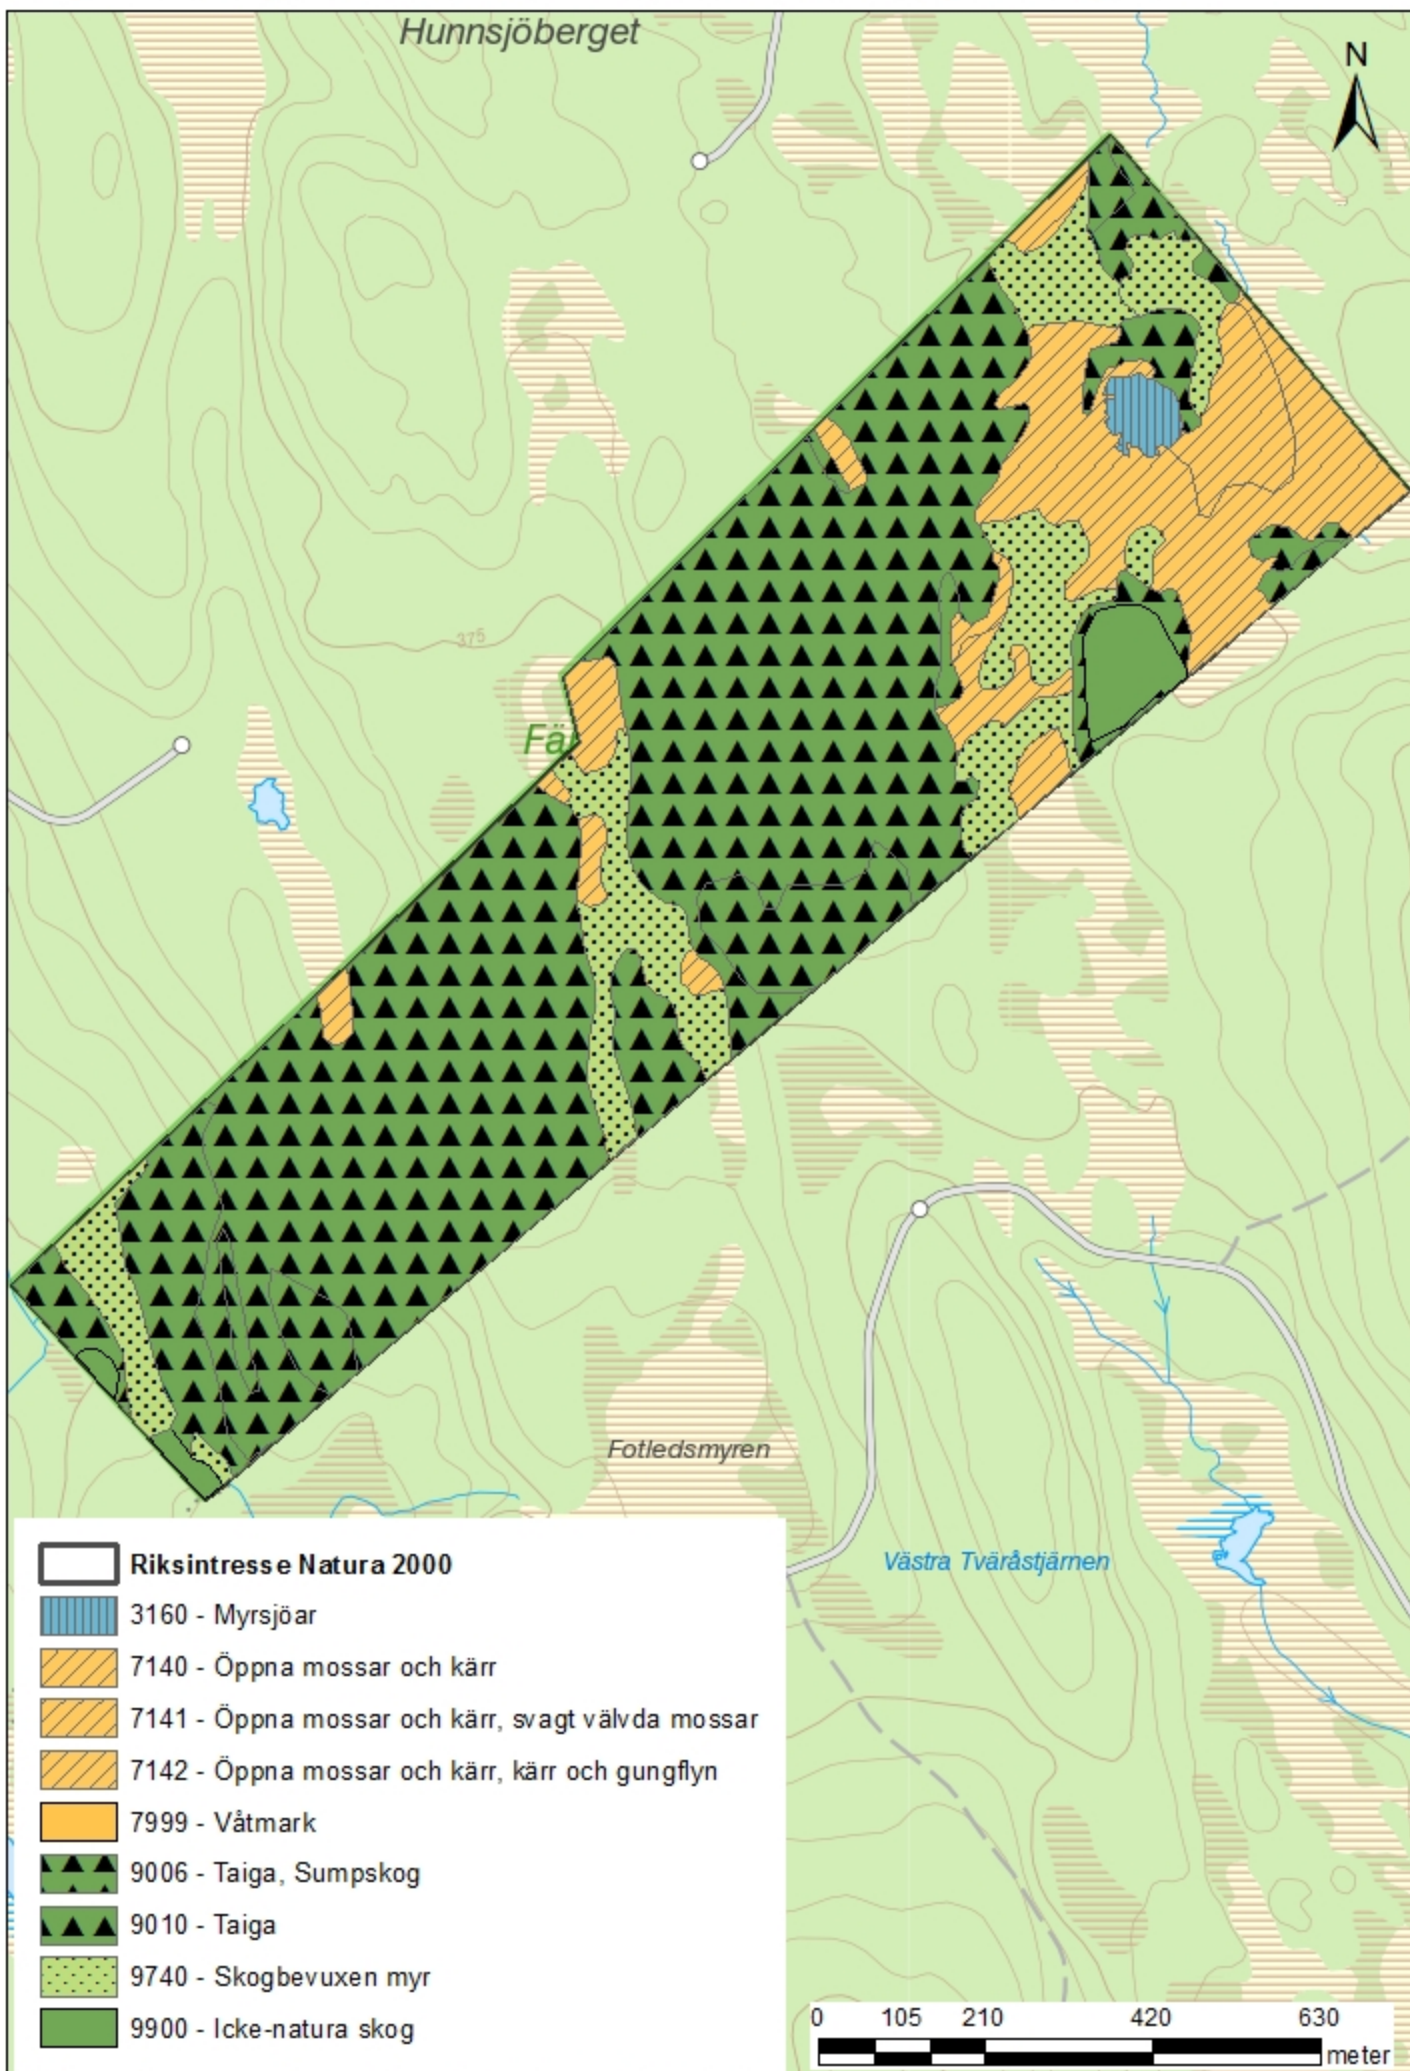 Hunnsjöberget
N
375
Fä
Fotledsmyren
Västra Tväråstjärnen
Riksintresse Natura 2000
3160 - Myrsjöar
7140 - Öppna mossar och kärr
7141 - Öppna mossar och kärr, svagt välvda mossar
7142 - Öppna mossar och kärr, kärr och gungflyn
7999 - Våtmark
9006 - Taiga, Sumpskog
9010 - Taiga
9740 - Skogbevuxen myr
9900 - Icke-natura skog
0 105 210 420 630
meter